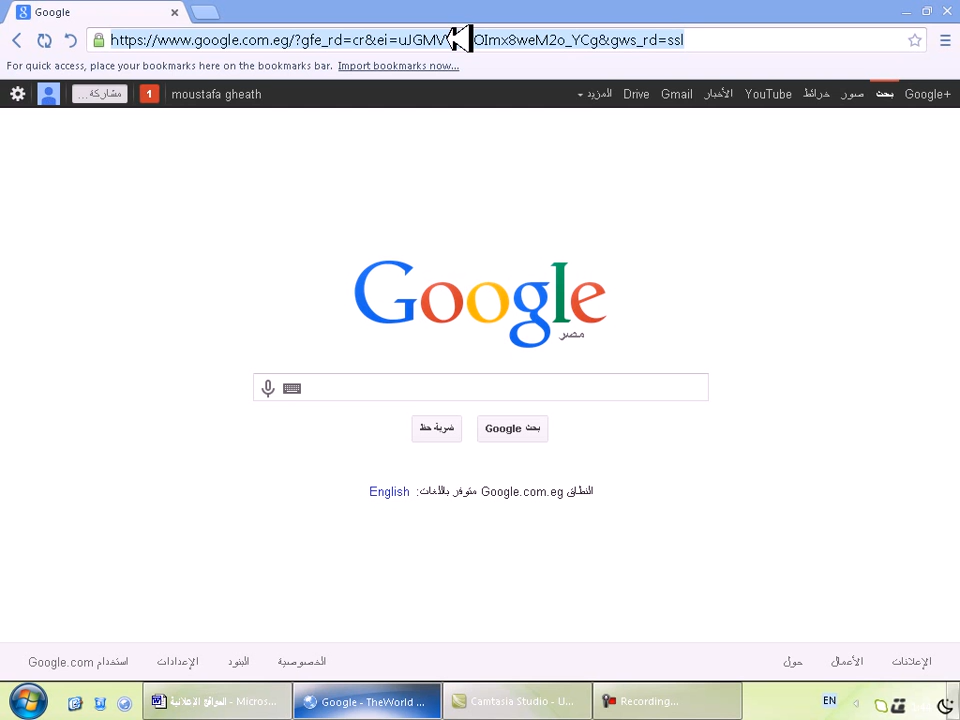 Google
https://www.google.com.eg/?gfe_rd=cr&ei=uJGMV OImx8weM2o_YCg&gws_rd=ssl
For quick access, place your bookmarks here on the bookmarks bar. Import bookmarks now...
مشاركة... 1 moustafa gheath المزيد Drive Gmail الأخبار YouTube خرائط صور بحث Google+
Google
مصر
ضربة حظ بحث Google
النطاق Google.com.eg متوفر باللغات: English
استخدام Google.com الإعدادات البنود الخصوصية حول الأعمال الإعلانات
المواقع الاعلانية - Micros... Google - TheWorld ... Camtasia Studio - U... Recording... EN